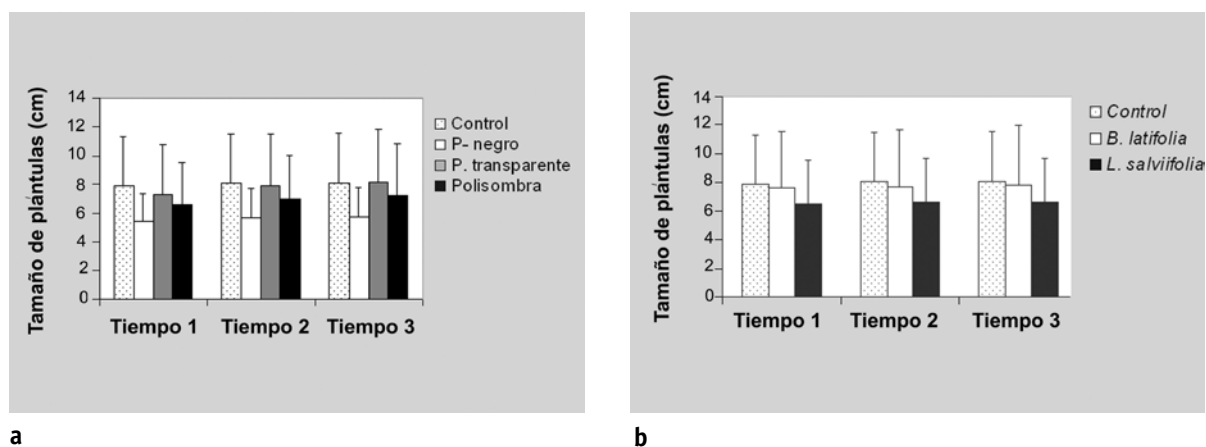 Tamaño de plántulas (cm)
14
12
10
8
6
4
2
0
Tiempo 1 Tiempo 2 Tiempo 3
Control
P- negro
P. transparente
Polisombra
a
Tamaño de plántulas (cm)
14
12
10
8
6
4
2
0
Tiempo 1 Tiempo 2 Tiempo 3
Control
B. latifolia
L. salviifolia
b